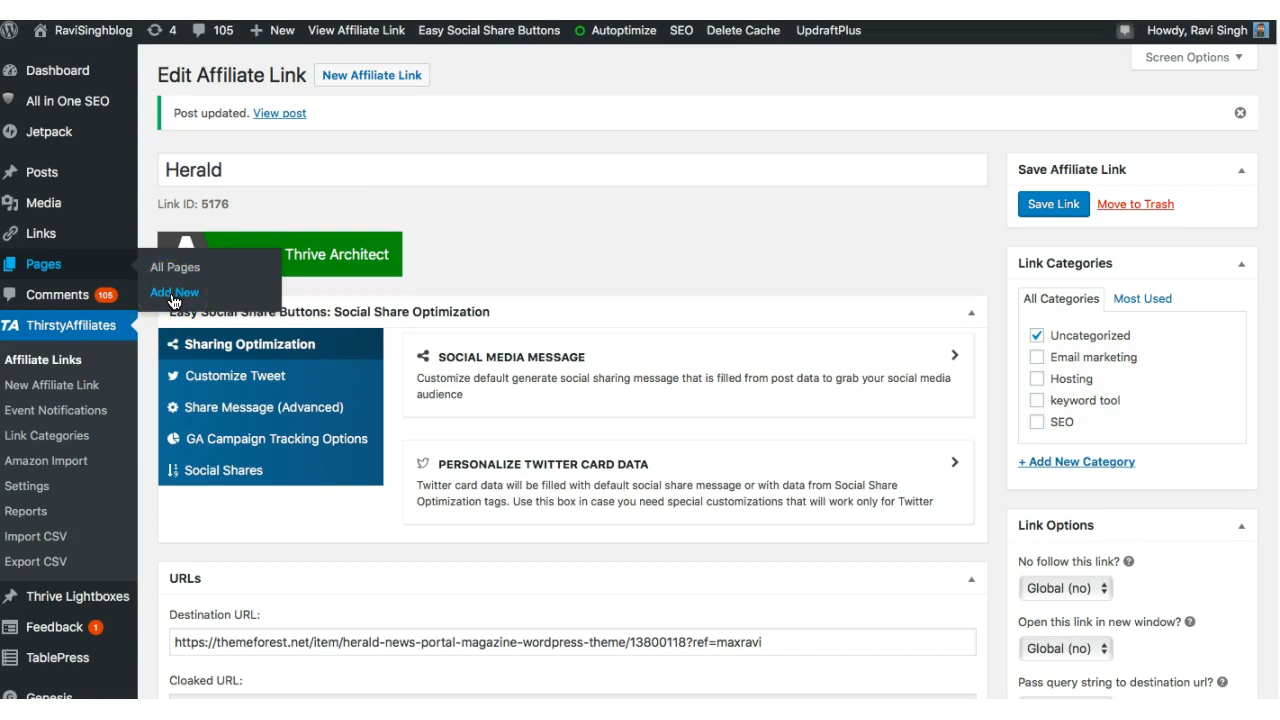 RaviSinghblog 4 105 New View Affiliate Link Easy Social Share Buttons Autoptimize SEO Delete Cache UpdraftPlus Howdy, Ravi Singh
Screen Options
Dashboard
All in One SEO
Jetpack
Posts
Media
Links
Pages
All Pages
Add New
Comments 105
TA ThirstyAffiliates
Affiliate Links
New Affiliate Link
Event Notifications
Link Categories
Amazon Import
Settings
Reports
Import CSV
Export CSV
Thrive Lightboxes
Feedback 1
TablePress
Genesis
Edit Affiliate Link New Affiliate Link
Post updated. View post
Herald
Link ID: 5176
Thrive Architect
Easy Social Share Buttons: Social Share Optimization
Sharing Optimization
Customize Tweet
Share Message (Advanced)
GA Campaign Tracking Options
Social Shares
SOCIAL MEDIA MESSAGE
Customize default generate social sharing message that is filled from post data to grab your social media
audience
PERSONALIZE TWITTER CARD DATA
Twitter card data will be filled with default social share message or with data from Social Share
Optimization tags. Use this box in case you need special customizations that will work only for Twitter
URLs
Destination URL:
https://themeforest.net/item/herald-news-portal-magazine-wordpress-theme/13800118?ref=maxravi
Cloaked URL:
Save Affiliate Link
Save Link Move to Trash
Link Categories
All Categories Most Used
Uncategorized
Email marketing
Hosting
keyword tool
SEO
+ Add New Category
Link Options
No follow this link?
Global (no)
Open this link in new window?
Global (no)
Pass query string to destination url?